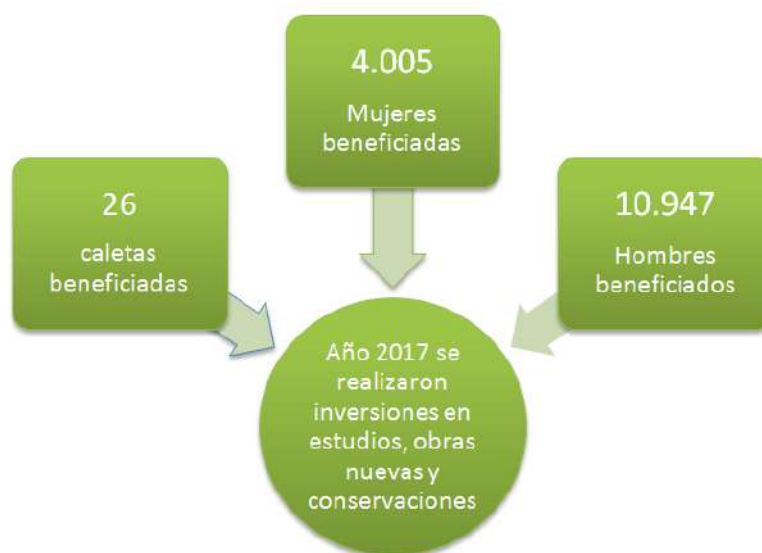 4.005
Mujeres
beneficiadas
26
caletas
beneficiadas
10.947
Hombres
beneficiados
Año 2017 se
realizaron
inversiones en
estudios, obras
nuevas y
conservaciones